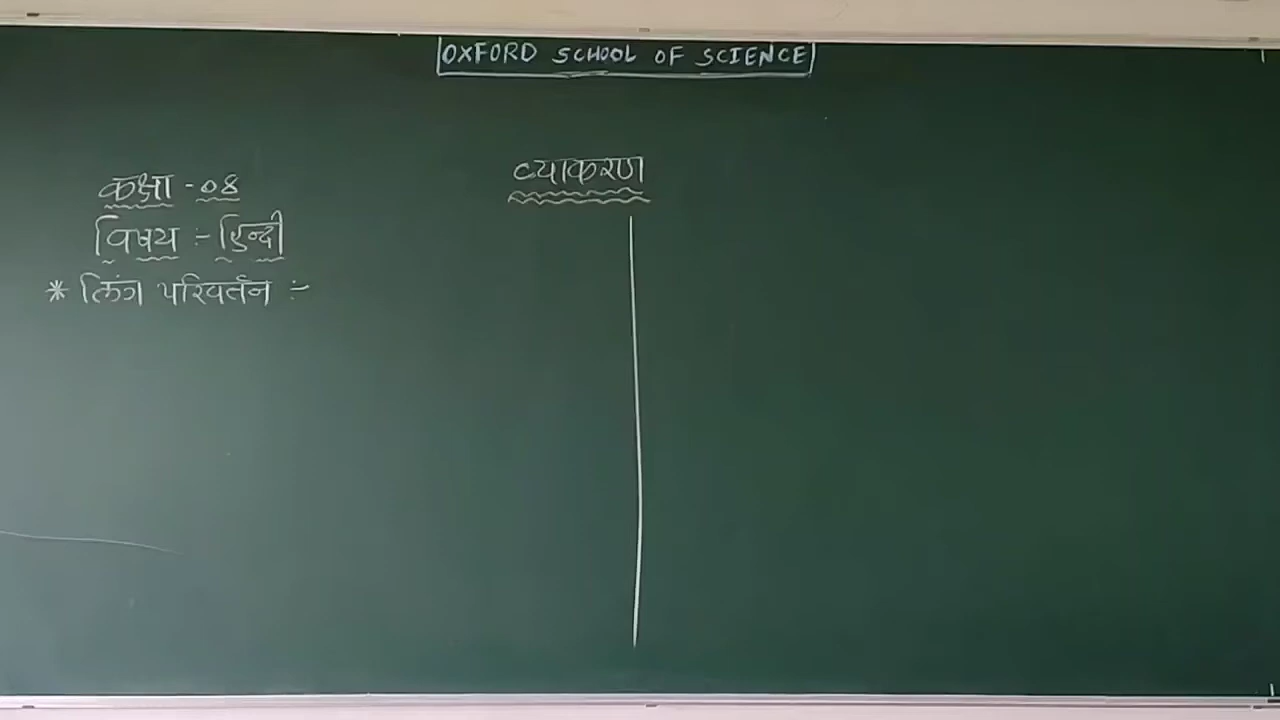 OXFORD SCHOOL OF SCIENCE
व्याकरण
कक्षा - 08
विषय :- हिन्दी
* लिंग परिवर्तन :-